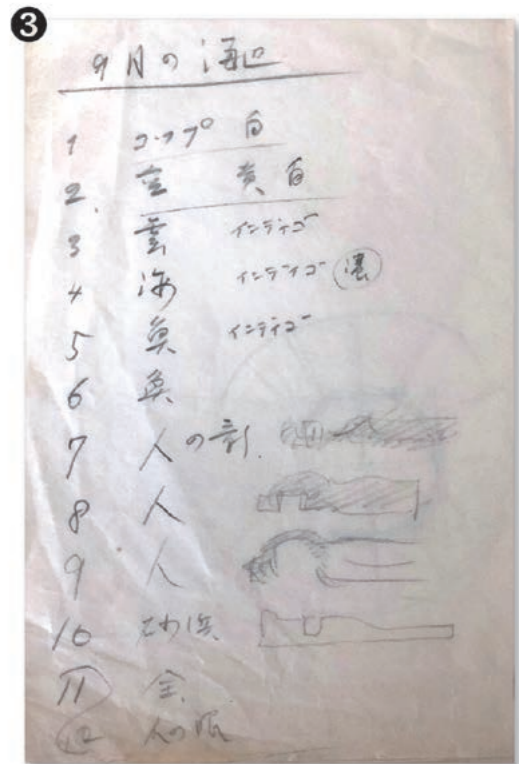 ❸
9月の海辺
1 コップ 白
2. 空 黄白
3 雲 インディゴ
4 海 インディゴ 濃
5 魚 インディゴ
6 魚
7 人の影
8 人
9 人
10 砂浜
11 金
12 人の眼